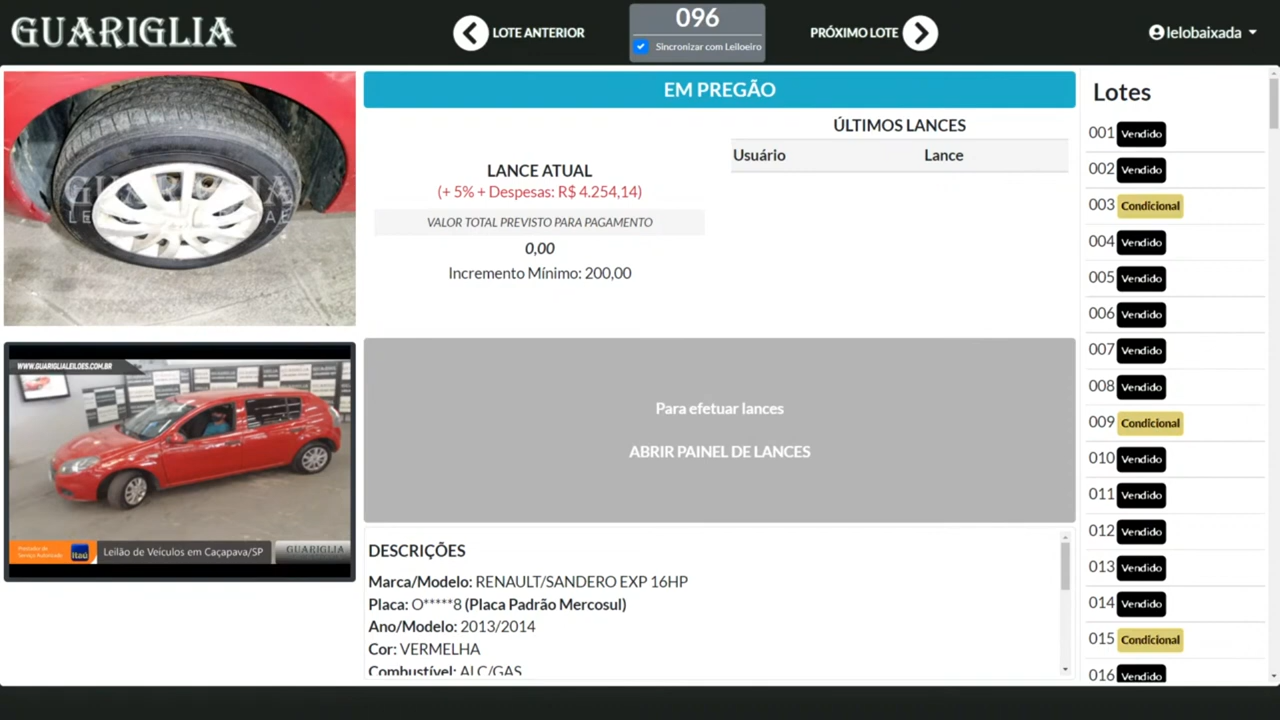 GUARIGLIA
LOTE ANTERIOR
096
Sincronizar com Leiloeiro
PRÓXIMO LOTE
lelobaixada
GUARIGLIA
EM PREGÃO
LANCE ATUAL
(+ 5% + Despesas: R$ 4.254,14)
VALOR TOTAL PREVISTO PARA PAGAMENTO
0,00
Incremento Mínimo: 200,00
ÚLTIMOS LANCES
Usuário Lance
WWW.GUARIGLIALEILOES.COM.BR
Prestador de
Serviço Autorizado
Itaú
Leilão de Veículos em Caçapava/SP
GUARIGLIA
Para efetuar lances
ABRIR PAINEL DE LANCES
DESCRIÇÕES
Marca/Modelo: RENAULT/SANDERO EXP 16HP
Placa: O*****8 (Placa Padrão Mercosul)
Ano/Modelo: 2013/2014
Cor: VERMELHA
Combustível: ALC/GAS
Lotes
001 Vendido
002 Vendido
003 Condicional
004 Vendido
005 Vendido
006 Vendido
007 Vendido
008 Vendido
009 Condicional
010 Vendido
011 Vendido
012 Vendido
013 Vendido
014 Vendido
015 Condicional
016 Vendido